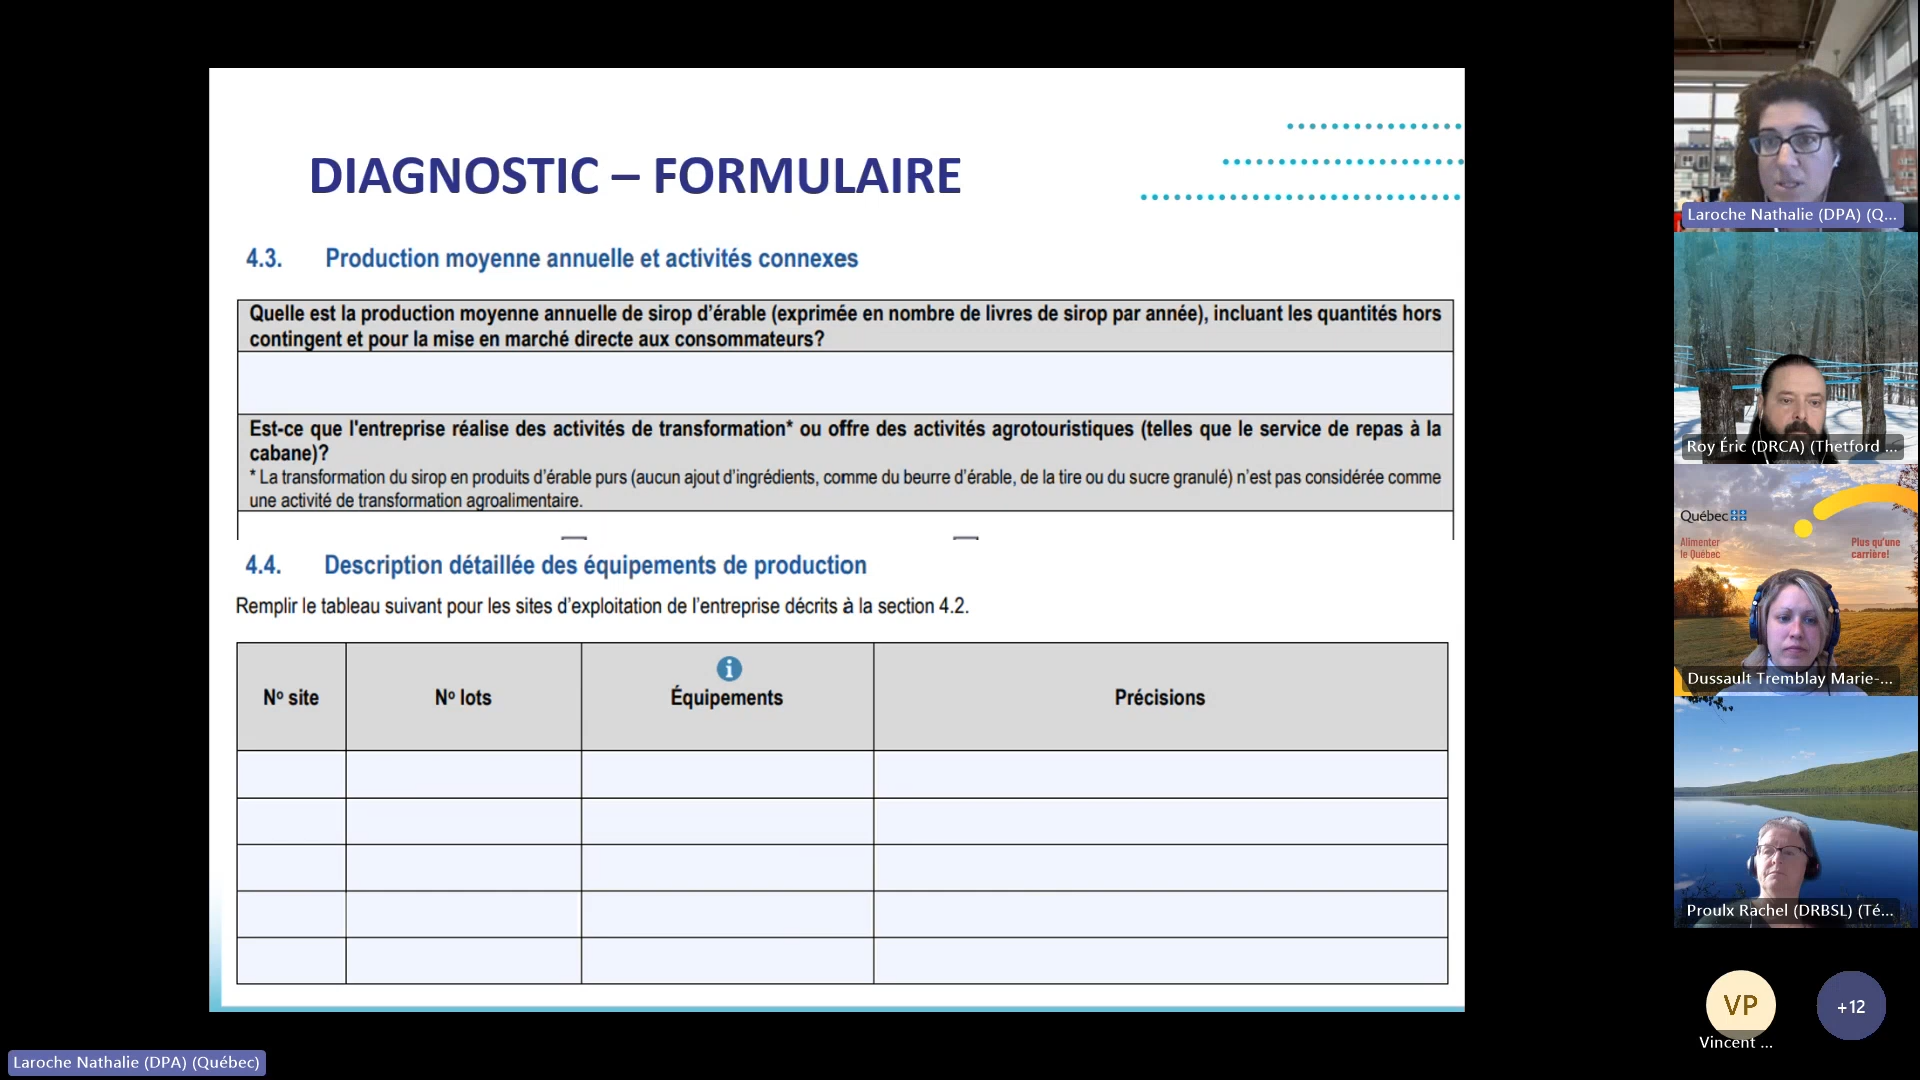 DIAGNOSTIC – FORMULAIRE
4.3. Production moyenne annuelle et activités connexes
Quelle est la production moyenne annuelle de sirop d'érable (exprimée en nombre de livres de sirop par année), incluant les quantités hors
contingent et pour la mise en marché directe aux consommateurs?
Est-ce que l'entreprise réalise des activités de transformation* ou offre des activités agrotouristiques (telles que le service de repas à la
cabane)?
* La transformation du sirop en produits d'érable purs (aucun ajout d'ingrédients, comme du beurre d'érable, de la tire ou du sucre granulé) n'est pas considérée comme
une activité de transformation agroalimentaire.
4.4. Description détaillée des équipements de production
Remplir le tableau suivant pour les sites d'exploitation de l'entreprise décrits à la section 4.2.
Nº site
Nº lots
i
Équipements
Précisions
Laroche Nathalie (DPA) (Q...
Roy Éric (DRCA) (Thetford ...
Québec
Alimenter
le Québec
Plus qu'une
carrière!
Dussault Tremblay Marie-...
Proulx Rachel (DRBSL) (Té...
VP
+12
Vincent ...
Laroche Nathalie (DPA) (Québec)